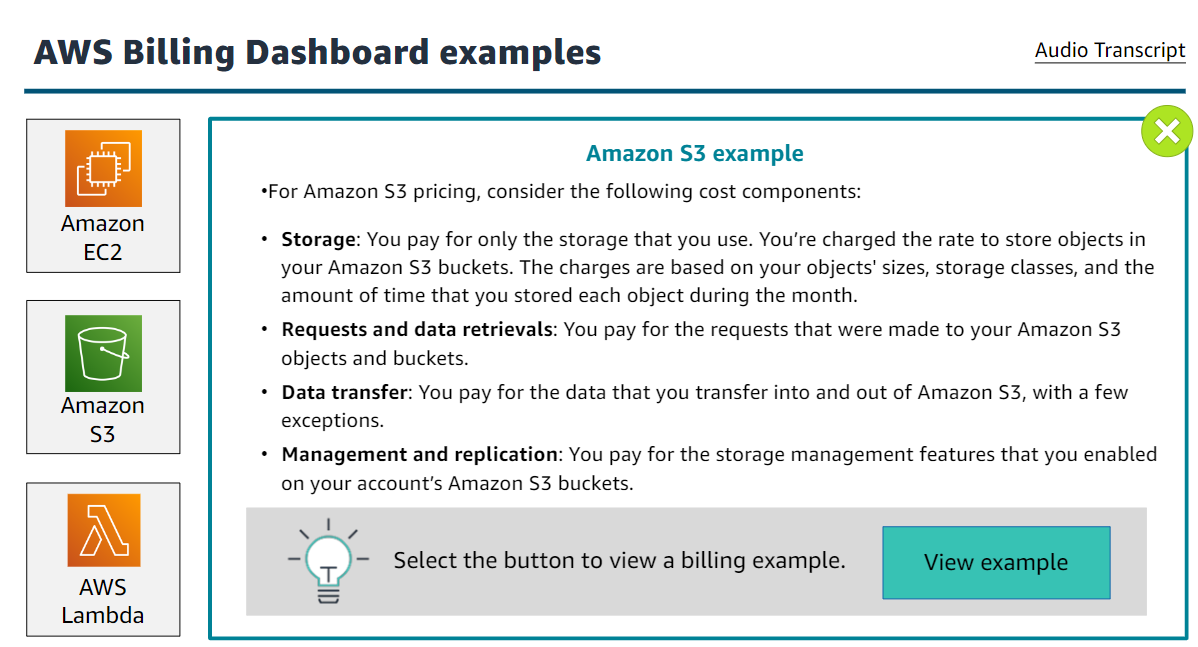 AWS Billing Dashboard examples
Audio Transcript
Amazon
EC2
Amazon
S3
AWS
Lambda
Amazon S3 example
•For Amazon S3 pricing, consider the following cost components:
• Storage: You pay for only the storage that you use. You’re charged the rate to store objects in
your Amazon S3 buckets. The charges are based on your objects' sizes, storage classes, and the
amount of time that you stored each object during the month.
• Requests and data retrievals: You pay for the requests that were made to your Amazon S3
objects and buckets.
• Data transfer: You pay for the data that you transfer into and out of Amazon S3, with a few
exceptions.
• Management and replication: You pay for the storage management features that you enabled
on your account’s Amazon S3 buckets.
Select the button to view a billing example.
View example